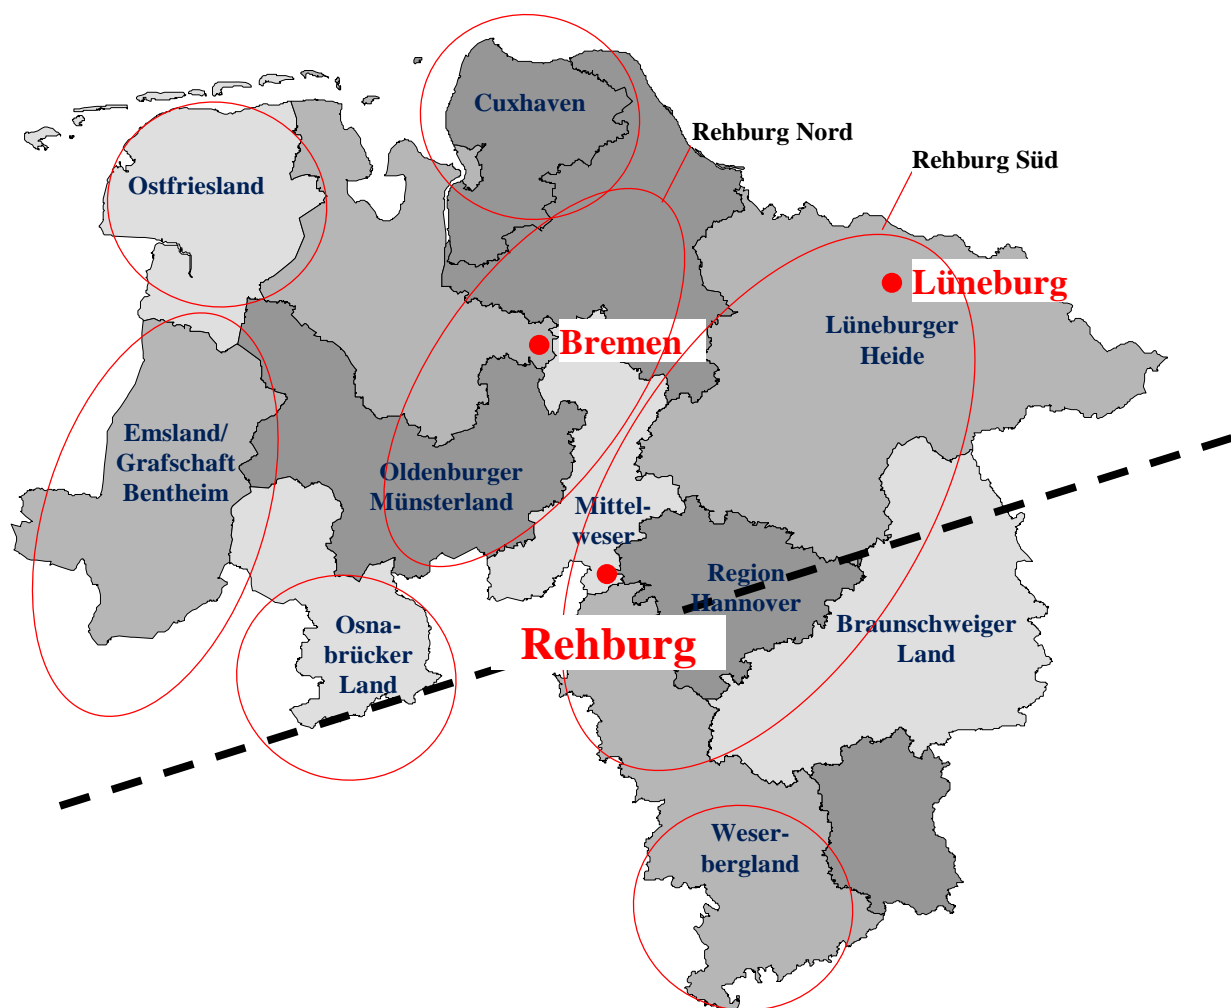 Cuxhaven
Rehburg Nord
Rehburg Süd
Ostfriesland
Lüneburg
Lüneburger
Heide
Bremen
Emsland/
Grafschaft
Bentheim
Oldenburger
Münsterland
Mittel-
weser
Region
Hannover
Rehburg
Osna-
brücker
Land
Braunschweiger
Land
Weser-
bergland